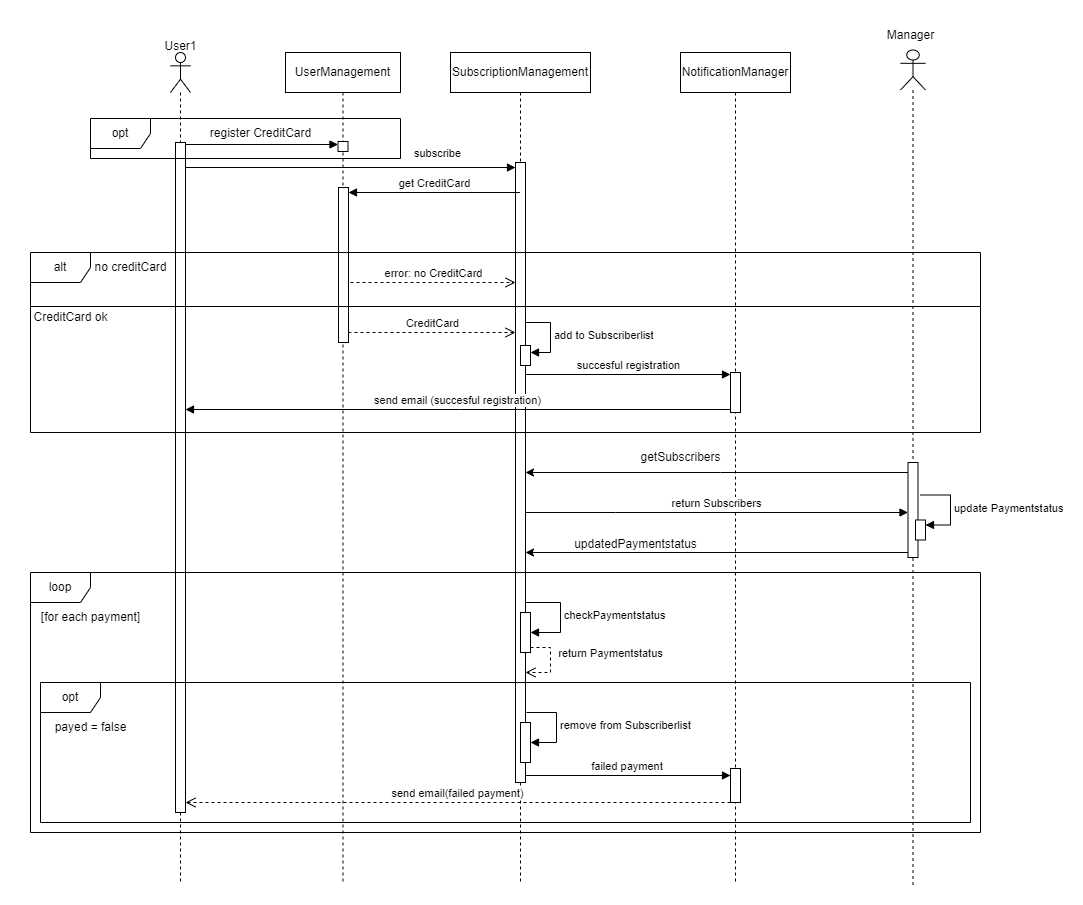 User1
UserManagement
SubscriptionManagement
NotificationManager
Manager
opt
register CreditCard
subscribe
get CreditCard
alt
no creditCard
error: no CreditCard
CreditCard ok
CreditCard
add to Subscriberlist
succesful registration
send email (succesful registration)
getSubscribers
return Subscribers
update Paymentstatus
updatedPaymentstatus
loop
[for each payment]
checkPaymentstatus
return Paymentstatus
opt
payed = false
remove from Subscriberlist
failed payment
send email(failed payment)